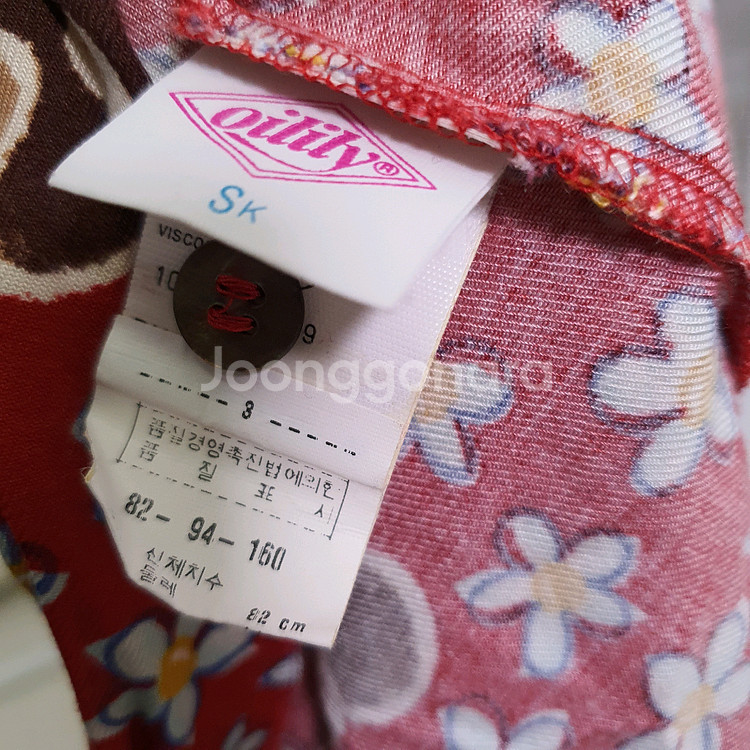 oilily®
SK
VISCO
10
9
Joonggonara
3
품질경영촉진법에의한
품 질 표 시
82- 94- 160
신체치수
둘레
82 cm